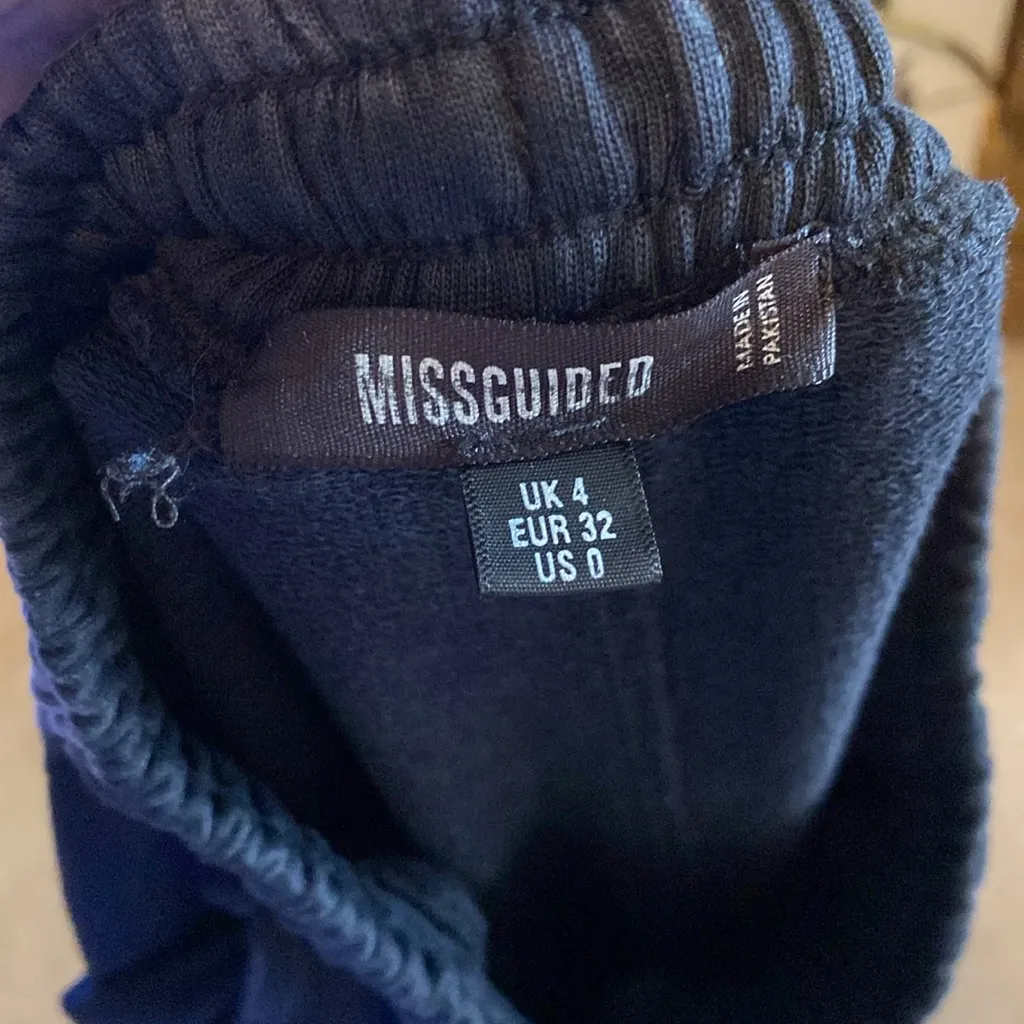 MISSGUIDED
MADE IN
PAKISTAN
UK 4
EUR 32
US 0